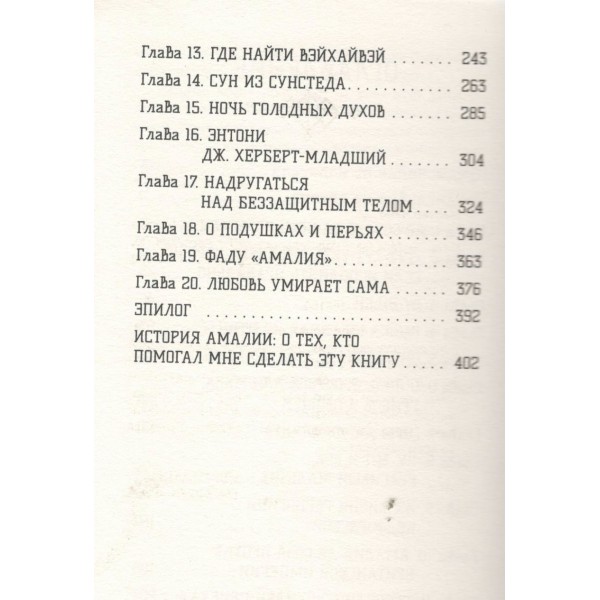 Глава 13. ГДЕ НАЙТИ ВЭЙХАЙВЭЙ ....... 243
Глава 14. СУН ИЗ СУНСТЕДА............ 263
Глава 15. НОЧЬ ГОЛОДНЫХ ДУХОВ ....... 285
Глава 16. ЭНТОНИ
ДЖ. ХЕРБЕРТ-МЛАДШИЙ ....... 304
Глава 17. НАДРУГАТЬСЯ
НАД БЕЗЗАЩИТНЫМ ТЕЛОМ .... 324
Глава 18. О ПОДУШКАХ И ПЕРЬЯХ ....... 346
Глава 19. ФАДУ «АМАЛИЯ»............. 363
Глава 20. ЛЮБОВЬ УМИРАЕТ САМА ...... 376
ЭПИЛОГ ........................ 392
ИСТОРИЯ АМАЛИИ: О ТЕХ, КТО
ПОМОГАЛ МНЕ СДЕЛАТЬ ЭТУ КНИГУ ..... 402